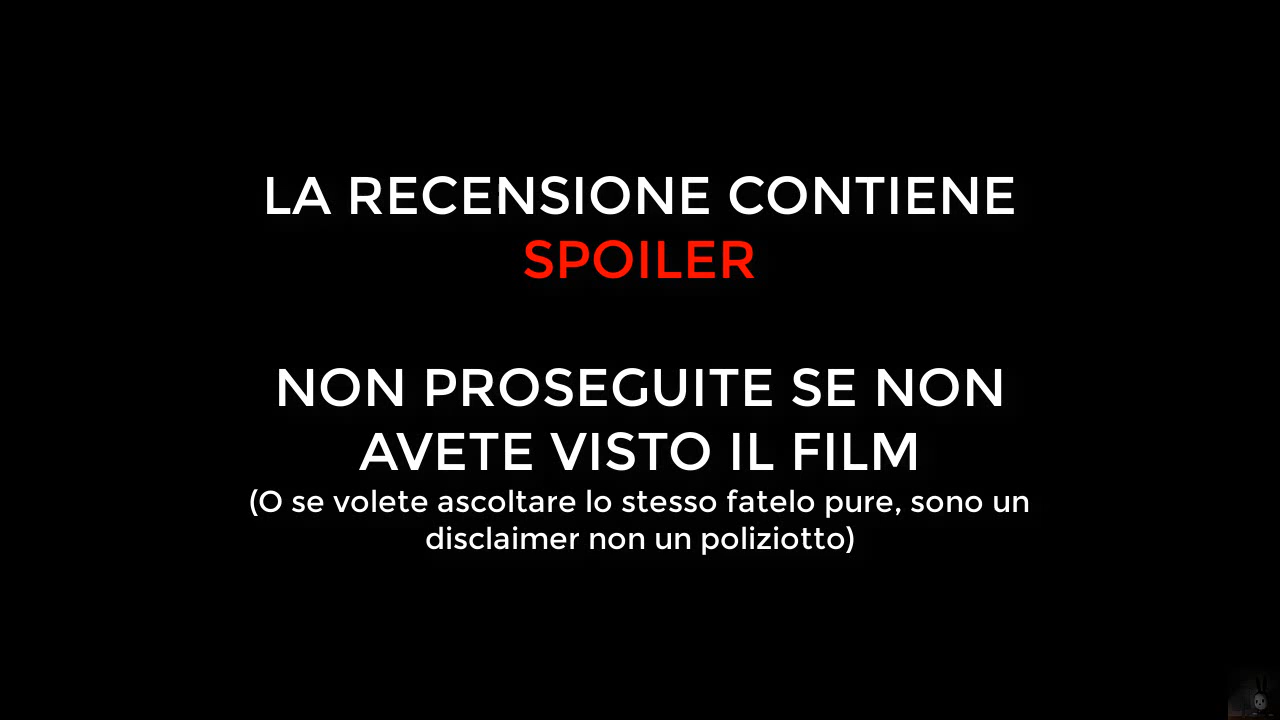 LA RECENSIONE CONTIENE
SPOILER
NON PROSEGUITE SE NON
AVETE VISTO IL FILM
(O se volete ascoltare lo stesso fatelo pure, sono un
disclaimer non un poliziotto)